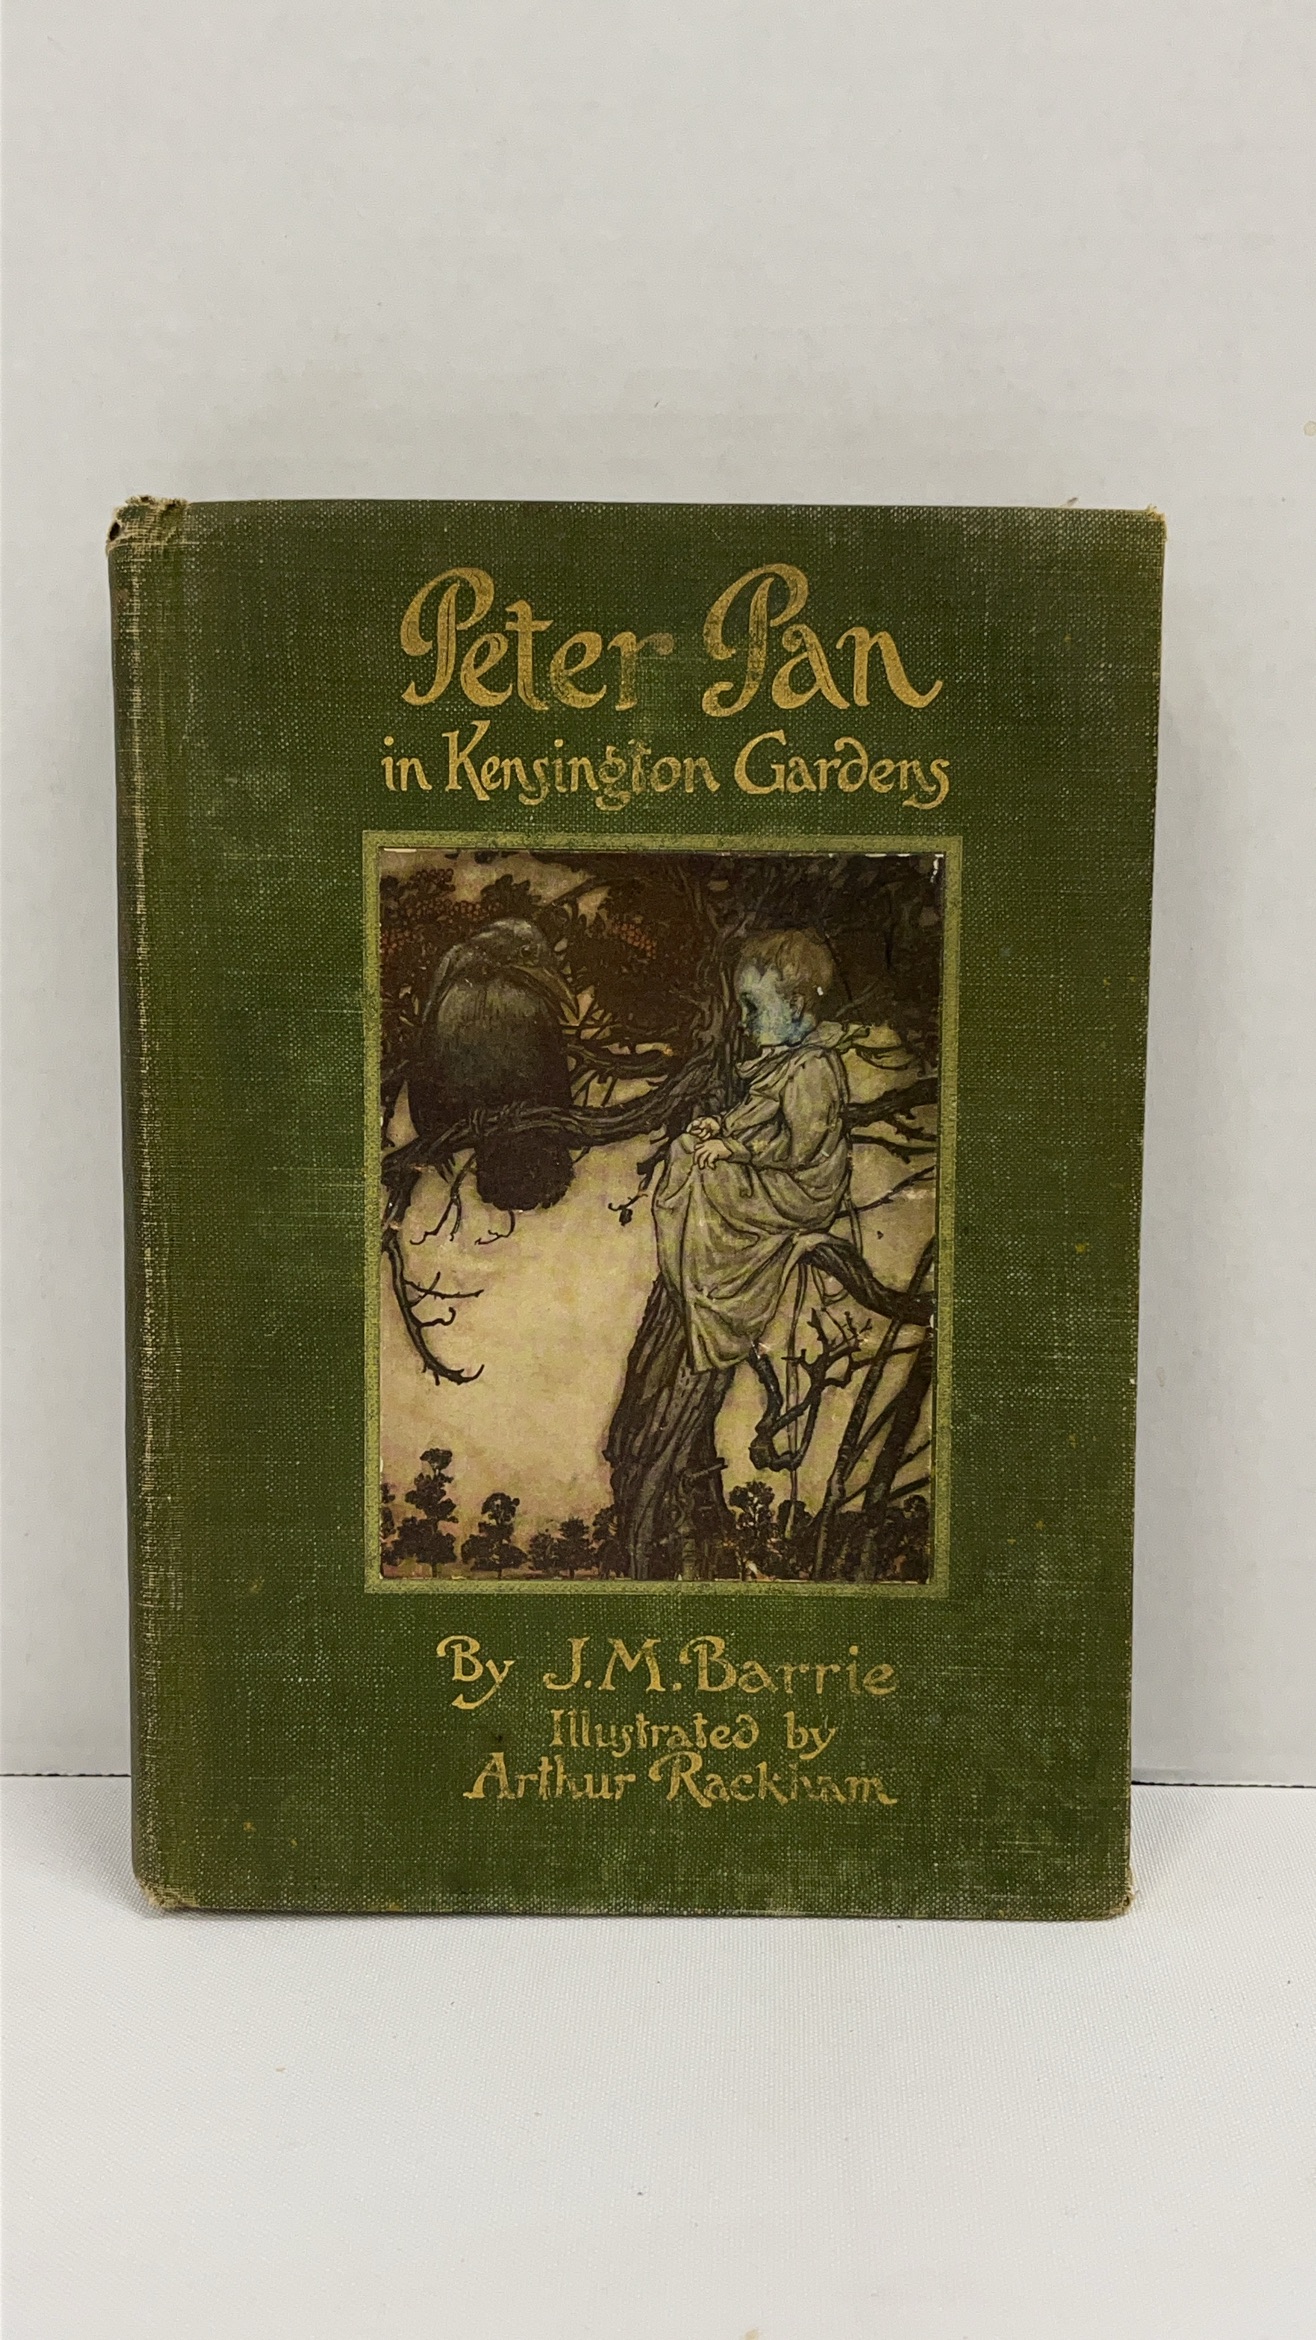 Peter Pan
in Kensington Gardens
By J.M. Barrie
Illustrated by
Arthur Rackham